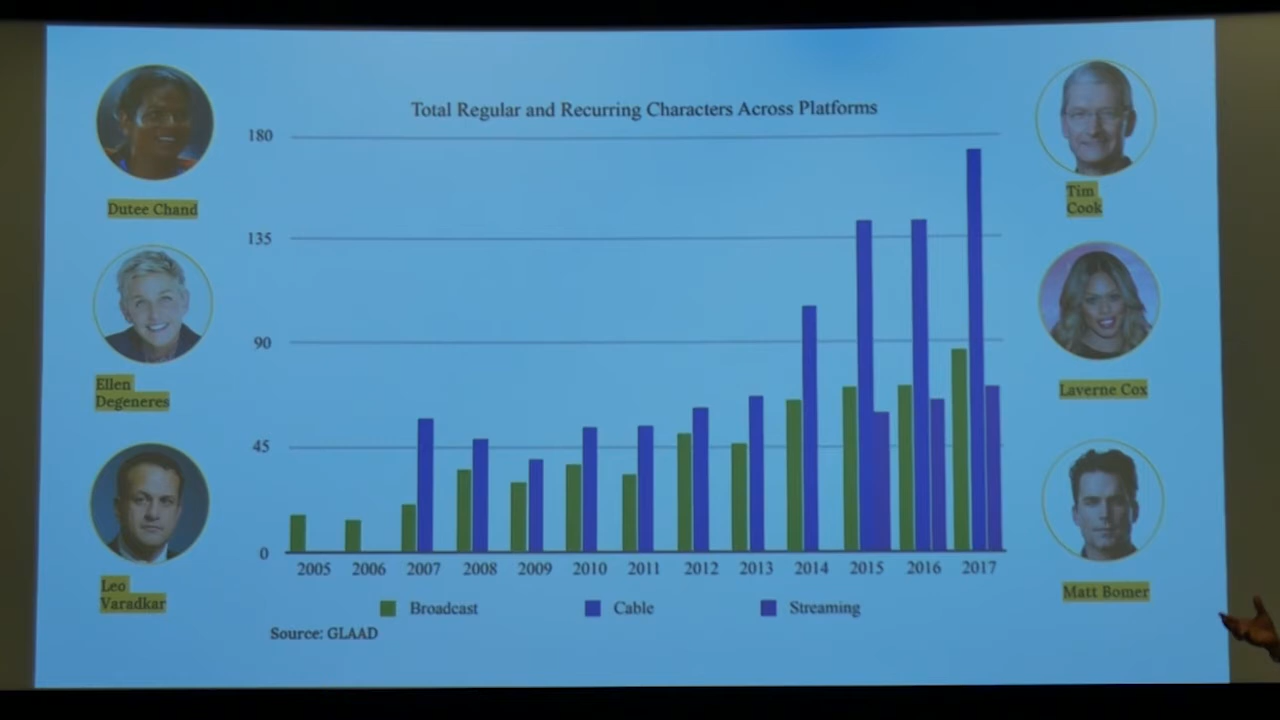 Total Regular and Recurring Characters Across Platforms
180
135
90
45
0
2005 2006 2007 2008 2009 2010 2011 2012 2013 2014 2015 2016 2017
Broadcast Cable Streaming
Source: GLAAD
Dutee Chand
Ellen
Degeneres
Leo
Varadkar
Tim
Cook
Laverne Cox
Matt Bomer